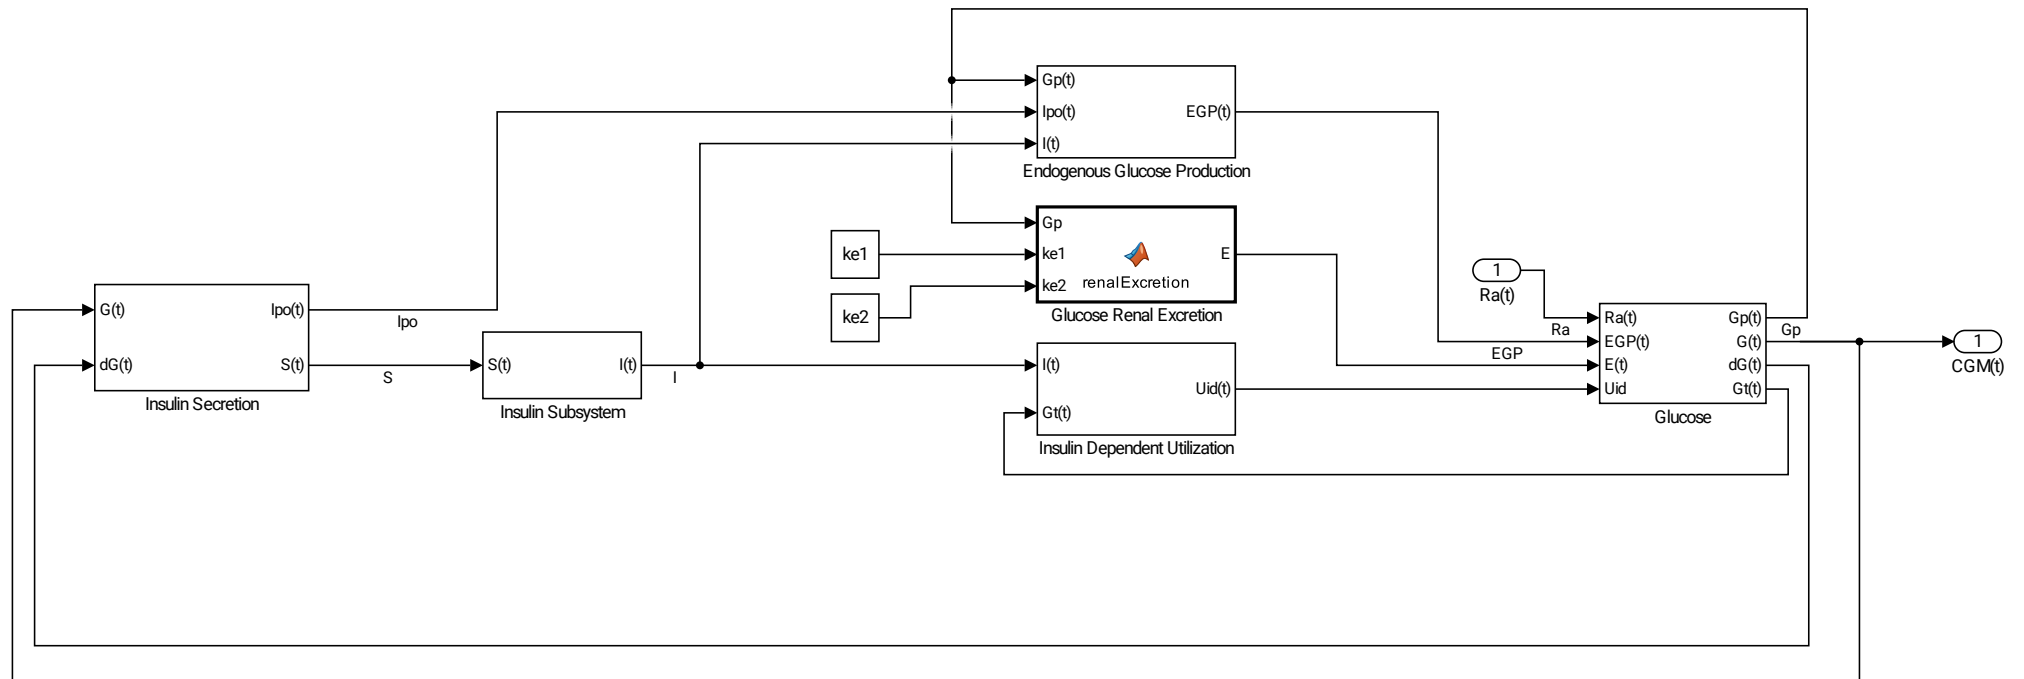 Gp(t)
Ipo(t)
I(t)
EGP(t)
Endogenous Glucose Production
Gp
ke1
ke2
E
renalExcretion
Glucose Renal Excretion
ke1
ke2
G(t)
dG(t)
Ipo(t)
S(t)
Insulin Secretion
Ipo
S
S(t)
I(t)
Insulin Subsystem
I
I(t)
Gt(t)
Uid(t)
Insulin Dependent Utilization
1
Ra(t)
Ra
EGP
Ra(t)
EGP(t)
E(t)
Uid
Gp(t)
G(t)
dG(t)
Gt(t)
Glucose
Gp
1
CGM(t)